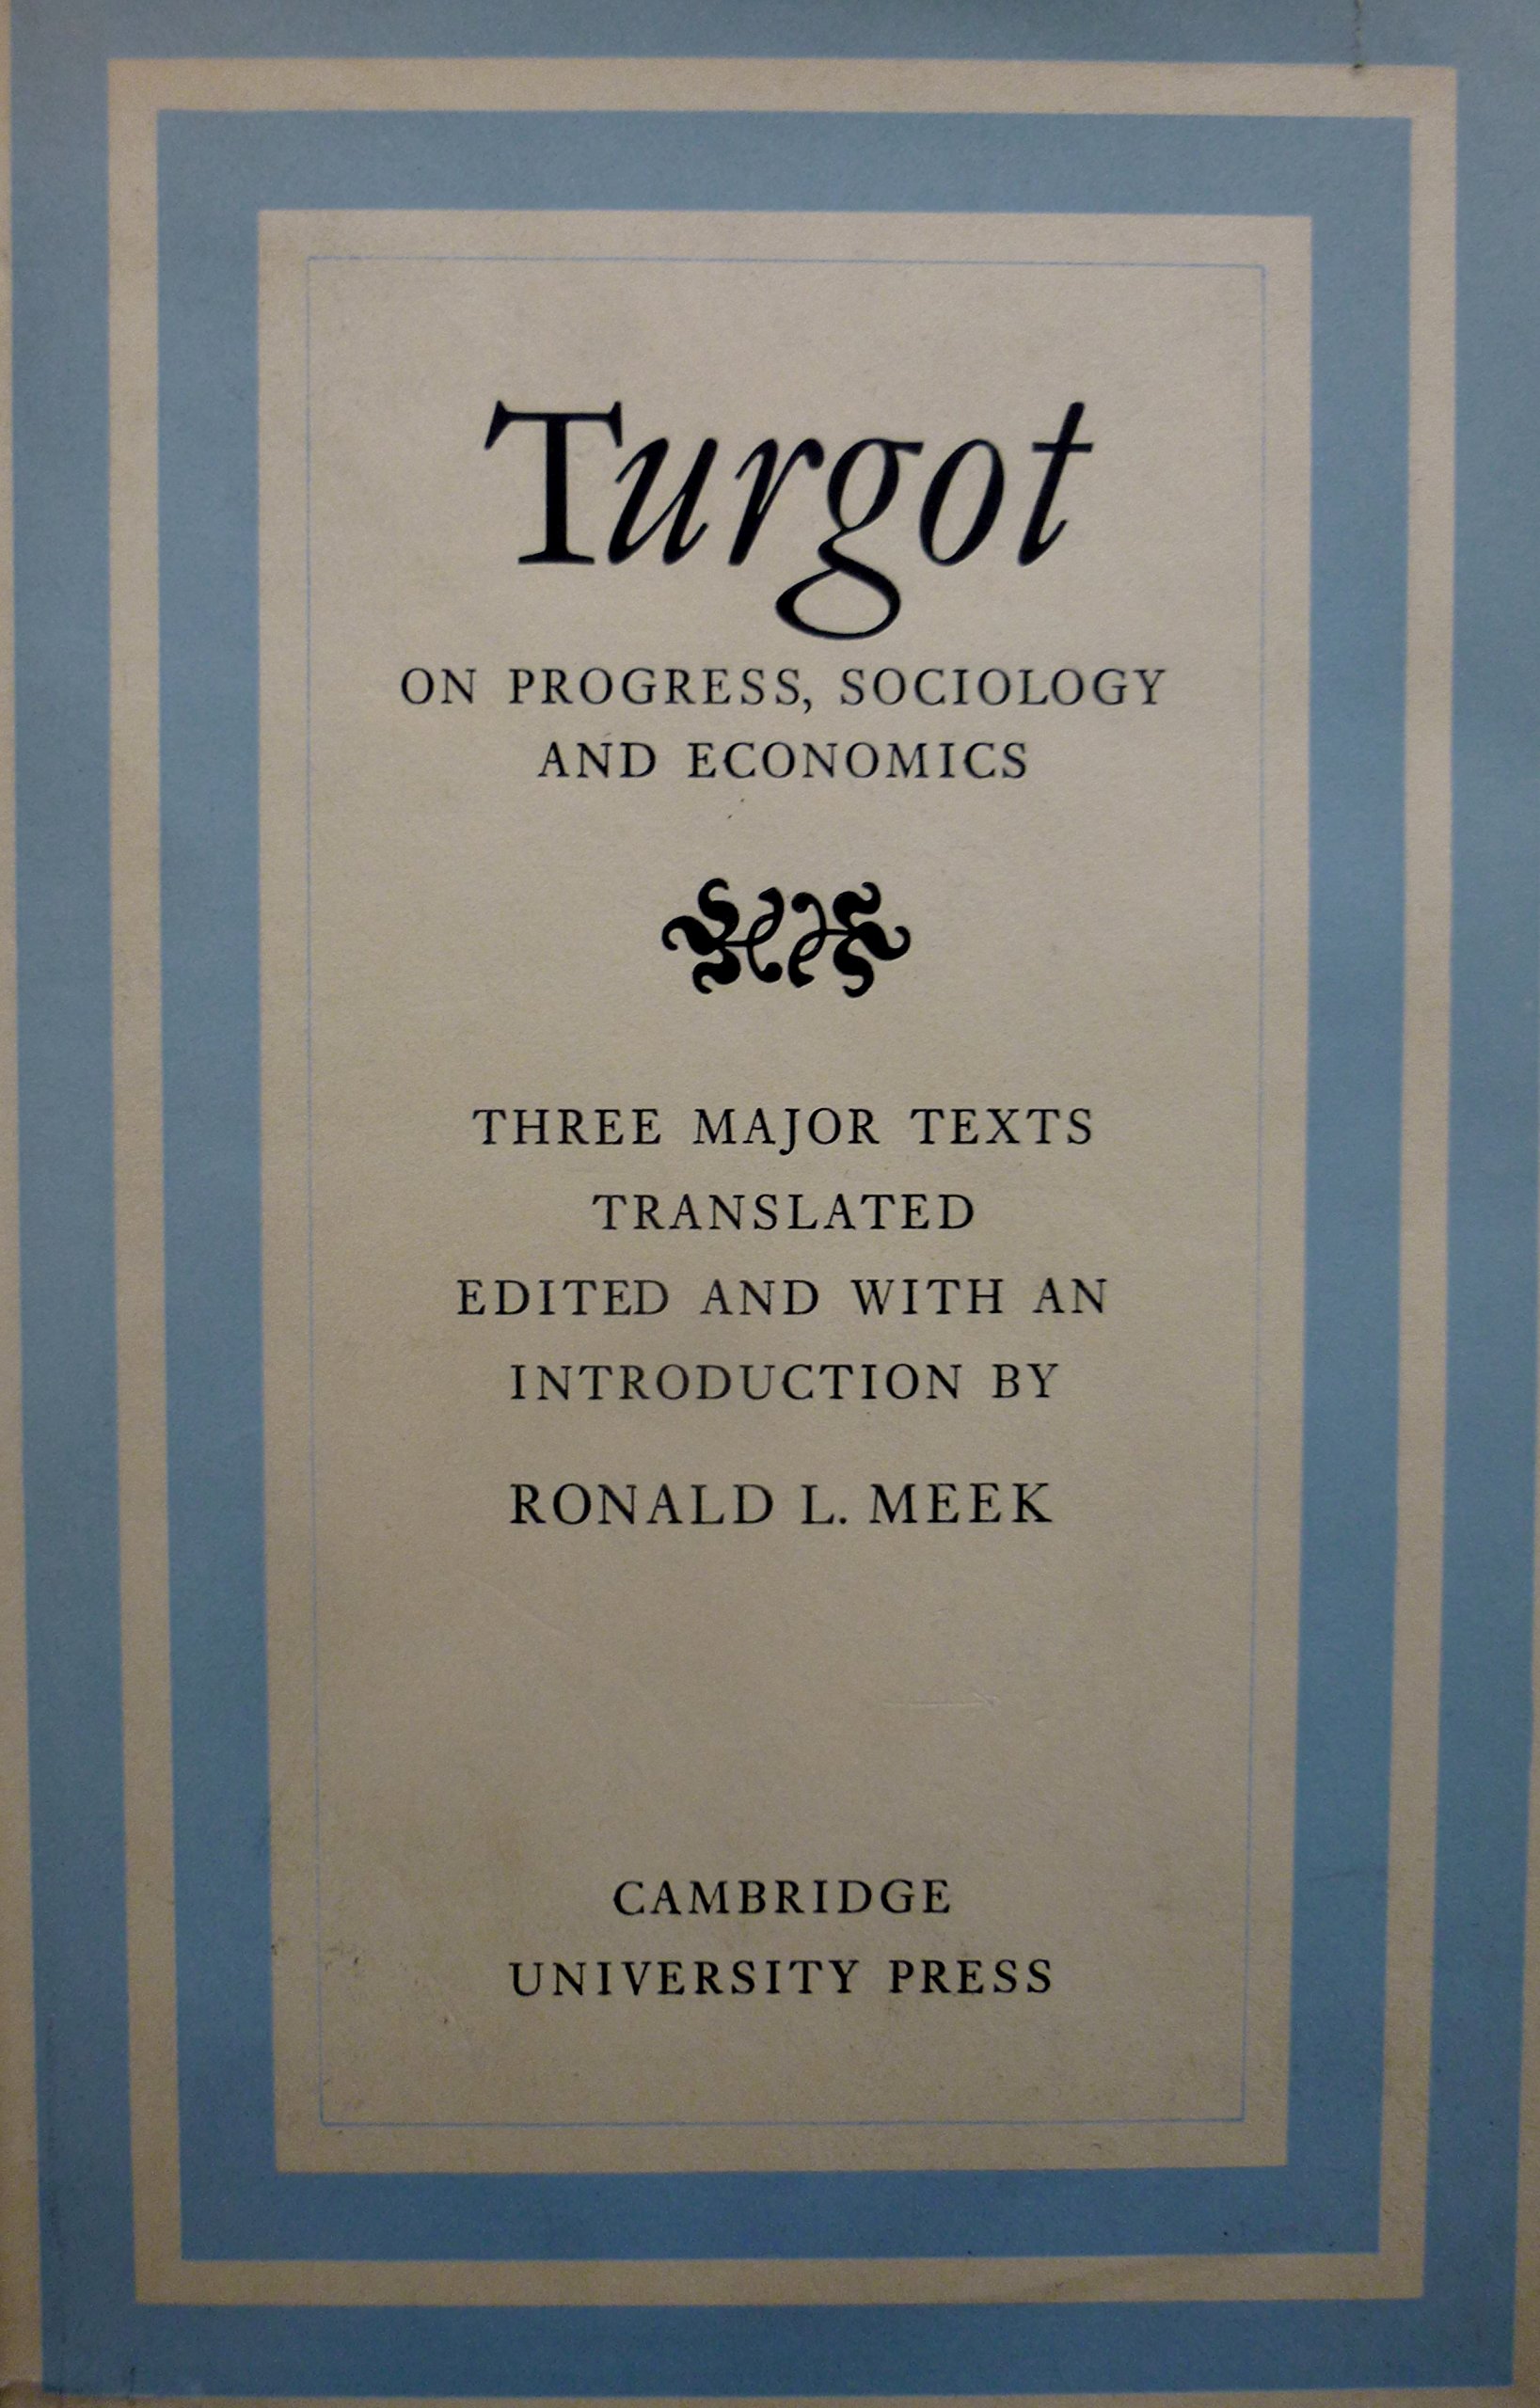 Turgot
ON PROGRESS, SOCIOLOGY
AND ECONOMICS
THREE MAJOR TEXTS
TRANSLATED
EDITED AND WITH AN
INTRODUCTION BY
RONALD L. MEEK
CAMBRIDGE
UNIVERSITY PRESS